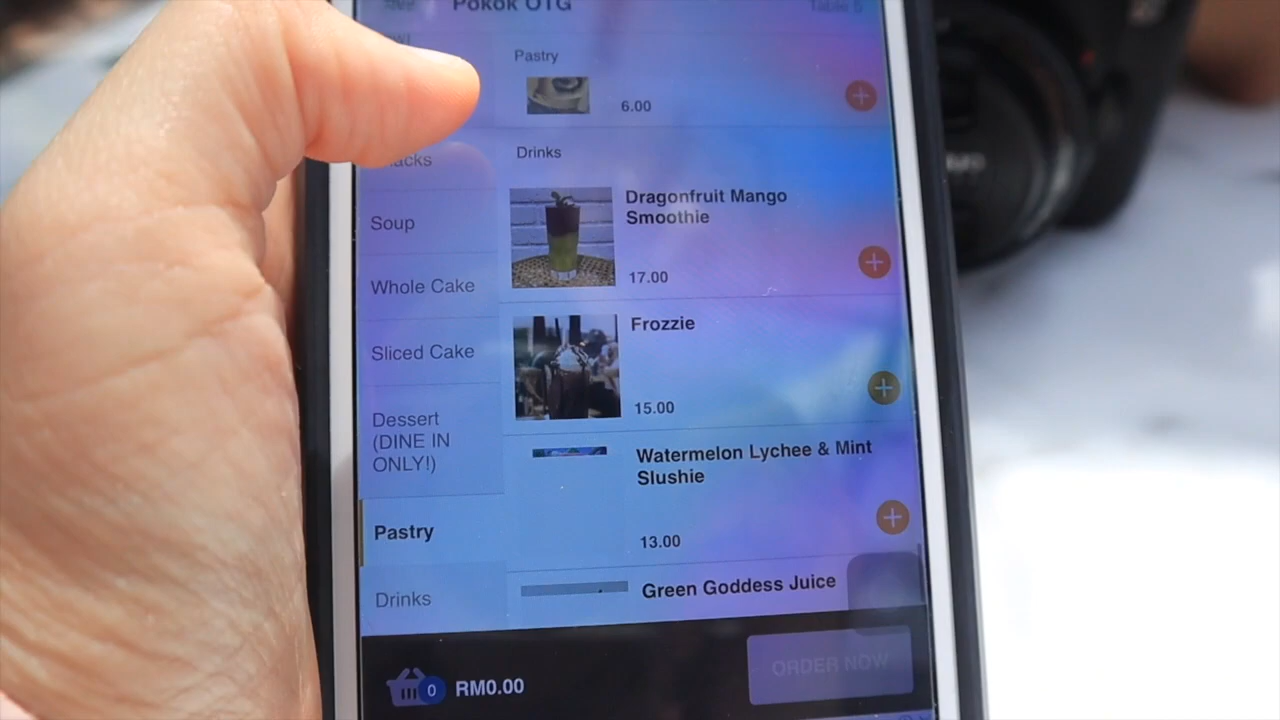 Pokok OTG
Table 5
Pastry
6.00
Drinks
Dragonfruit Mango
Smoothie
17.00
Frozzie
15.00
Watermelon Lychee & Mint
Slushie
13.00
Green Goddess Juice
Soup
Whole Cake
Sliced Cake
Dessert
(DINE IN
ONLY!)
Pastry
Drinks
0
RM0.00
ORDER NOW